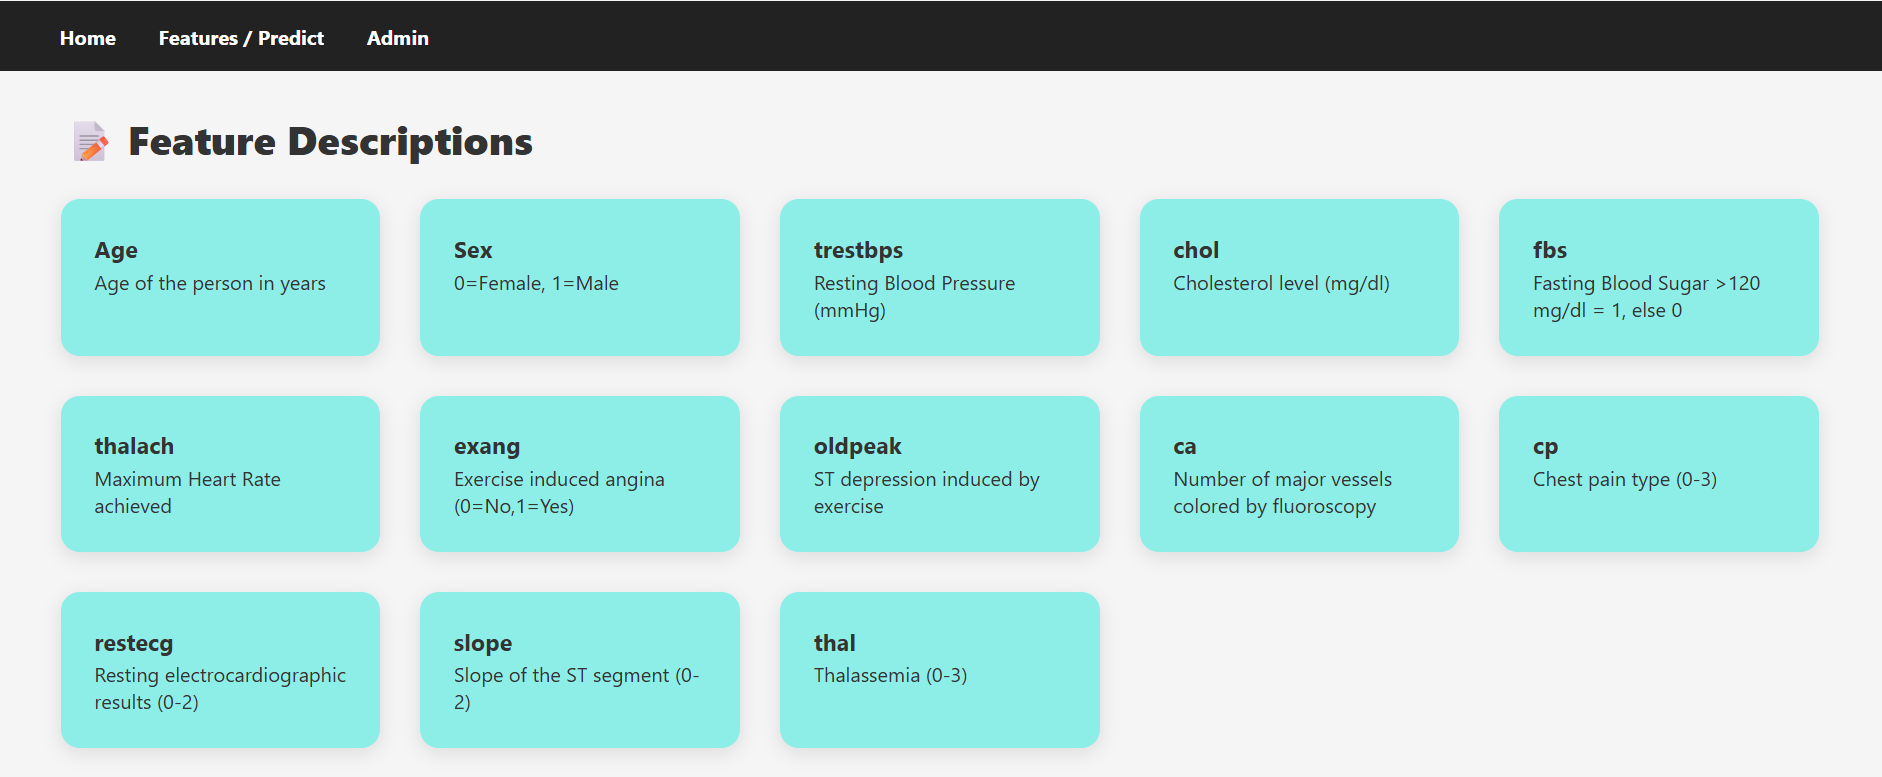 Home Features / Predict Admin
Feature Descriptions
Age
Age of the person in years
Sex
0=Female, 1=Male
trestbps
Resting Blood Pressure
(mmHg)
chol
Cholesterol level (mg/dl)
fbs
Fasting Blood Sugar >120
mg/dl = 1, else 0
thalach
Maximum Heart Rate
achieved
exang
Exercise induced angina
(0=No,1=Yes)
oldpeak
ST depression induced by
exercise
ca
Number of major vessels
colored by fluoroscopy
cp
Chest pain type (0-3)
restecg
Resting electrocardiographic
results (0-2)
slope
Slope of the ST segment (0-
2)
thal
Thalassemia (0-3)